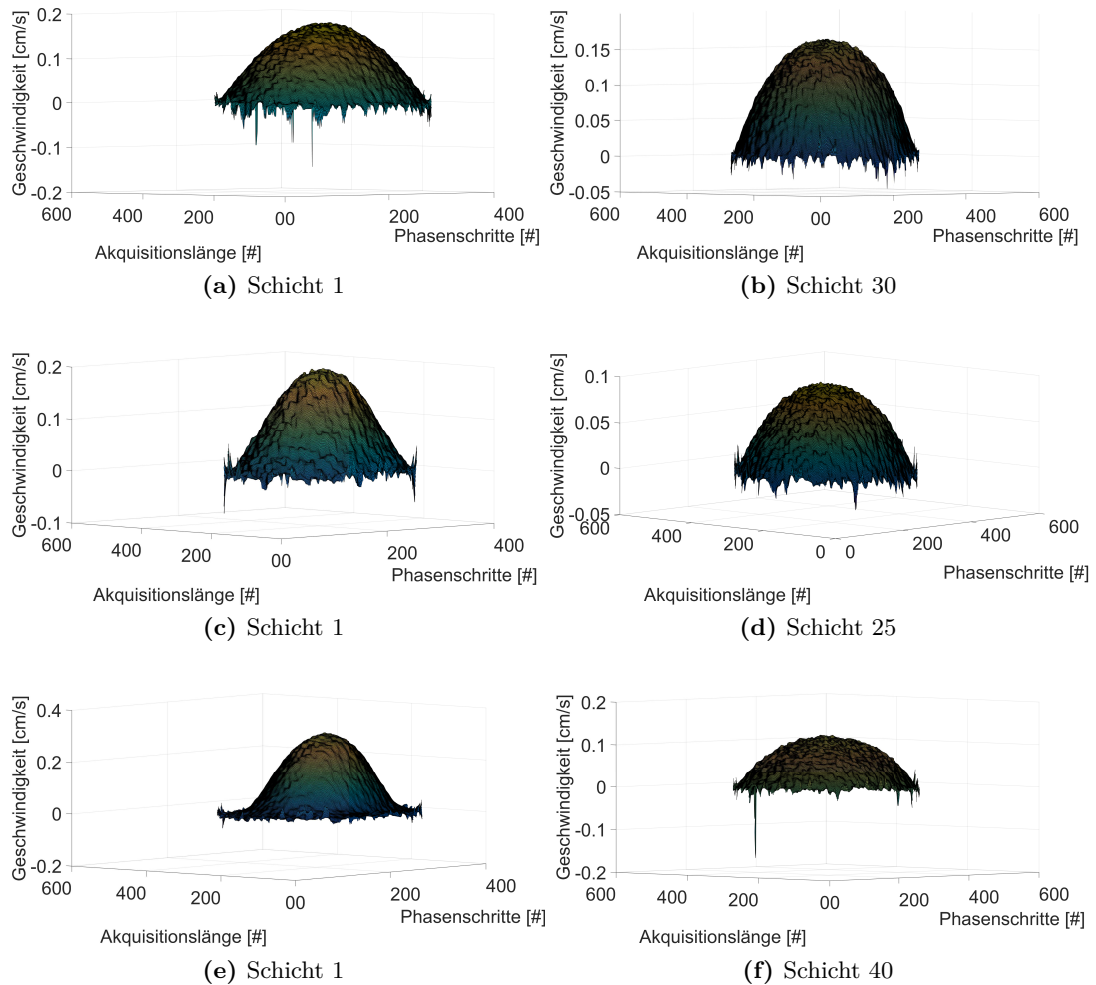 Geschwindigkeit [cm/s]
0.2
0.1
0
-0.1
-0.2
600 400 200 00 200 400
Akquisitionslänge [#]
Phasenschritte [#]
(a) Schicht 1
Geschwindigkeit [cm/s]
0.15
0.1
0.05
0
-0.05
600 200 00 200 600
Akquisitionslänge [#]
Phasenschritte [#]
(b) Schicht 30
Geschwindigkeit [cm/s]
0.2
0.1
0
-0.1
600 400 200 00 200 400
Akquisitionslänge [#]
Phasenschritte [#]
(c) Schicht 1
Geschwindigkeit [cm/s]
0.1
0.05
0
-0.05
600 400 200 0 0 200 400 600
Akquisitionslänge [#]
Phasenschritte [#]
(d) Schicht 25
Geschwindigkeit [cm/s]
0.4
0.2
0
-0.2
600 400 200 00 200 400
Akquisitionslänge [#]
Phasenschritte [#]
(e) Schicht 1
Geschwindigkeit [cm/s]
0.2
0.1
0
-0.1
-0.2
600 400 200 00 200 400 600
Akquisitionslänge [#]
Phasenschritte [#]
(f) Schicht 40